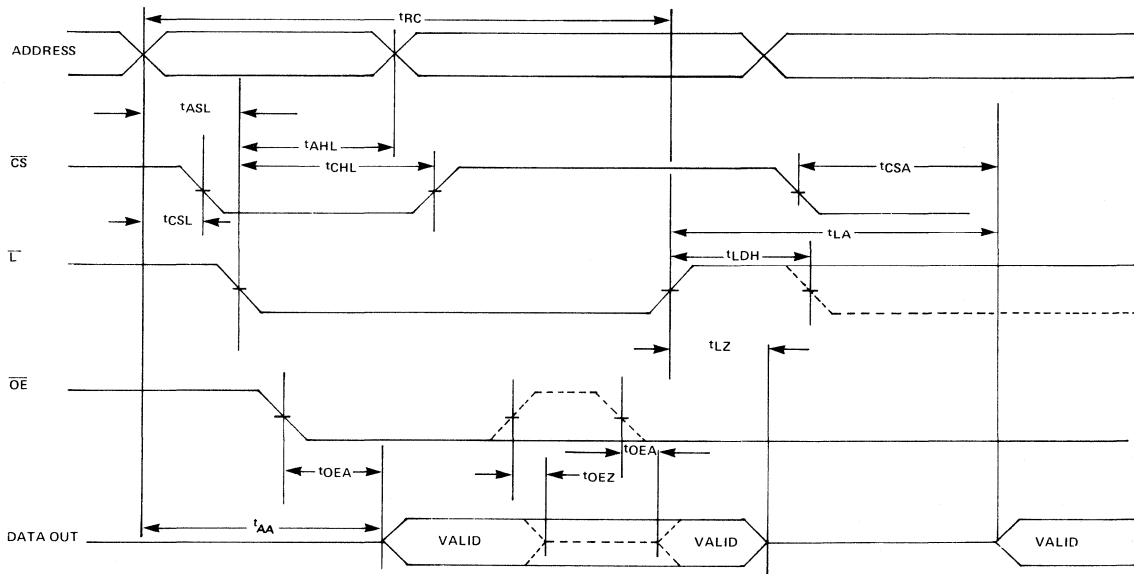 tRC
ADDRESS
tASL
tAHL
CS
tCHL
tCSA
tCSL
tLA
L
tLDH
tLZ
OE
tOEA
tOEZ
tOEA
tAA
DATA OUT
VALID
VALID
VALID